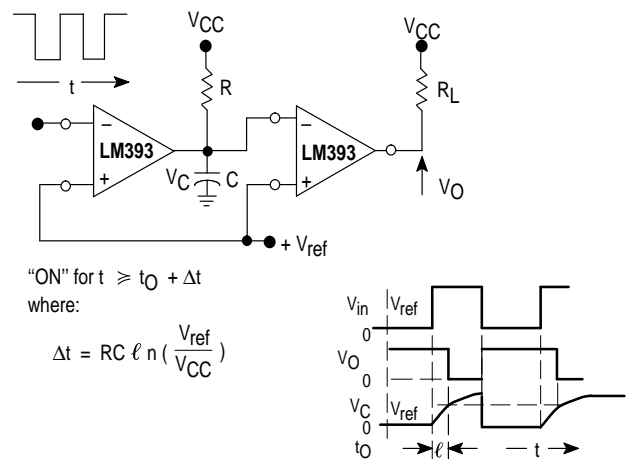 VCC
VCC
R
RL
t
–
LM393
+
VC
C
–
LM393
+
VO
+ Vref
“ON” for t ⩾ tO + Δt
where:
Δt = RC ℓ n ( Vref / VCC )
Vin
Vref
0
VO
0
VC
Vref
0
tO
ℓ
t